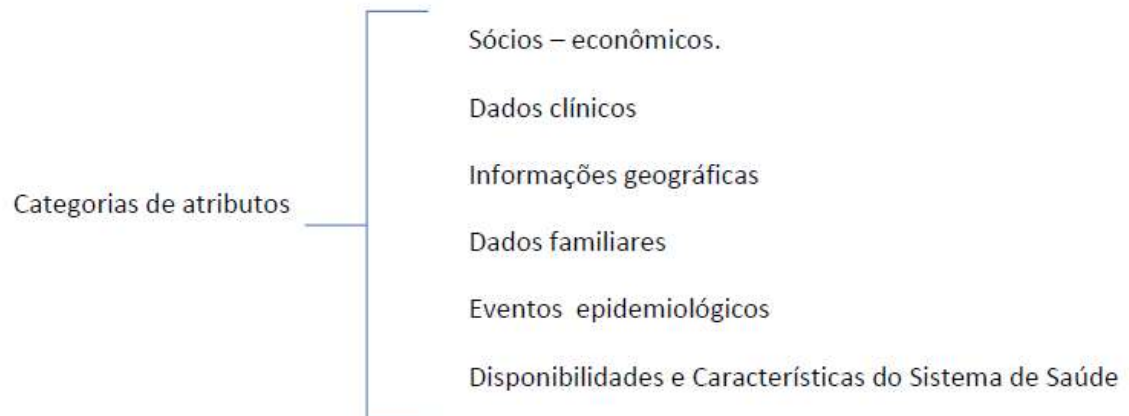 Sócios – econômicos.
Dados clínicos
Informações geográficas
Categorias de atributos
Dados familiares
Eventos epidemiológicos
Disponibilidades e Características do Sistema de Saúde